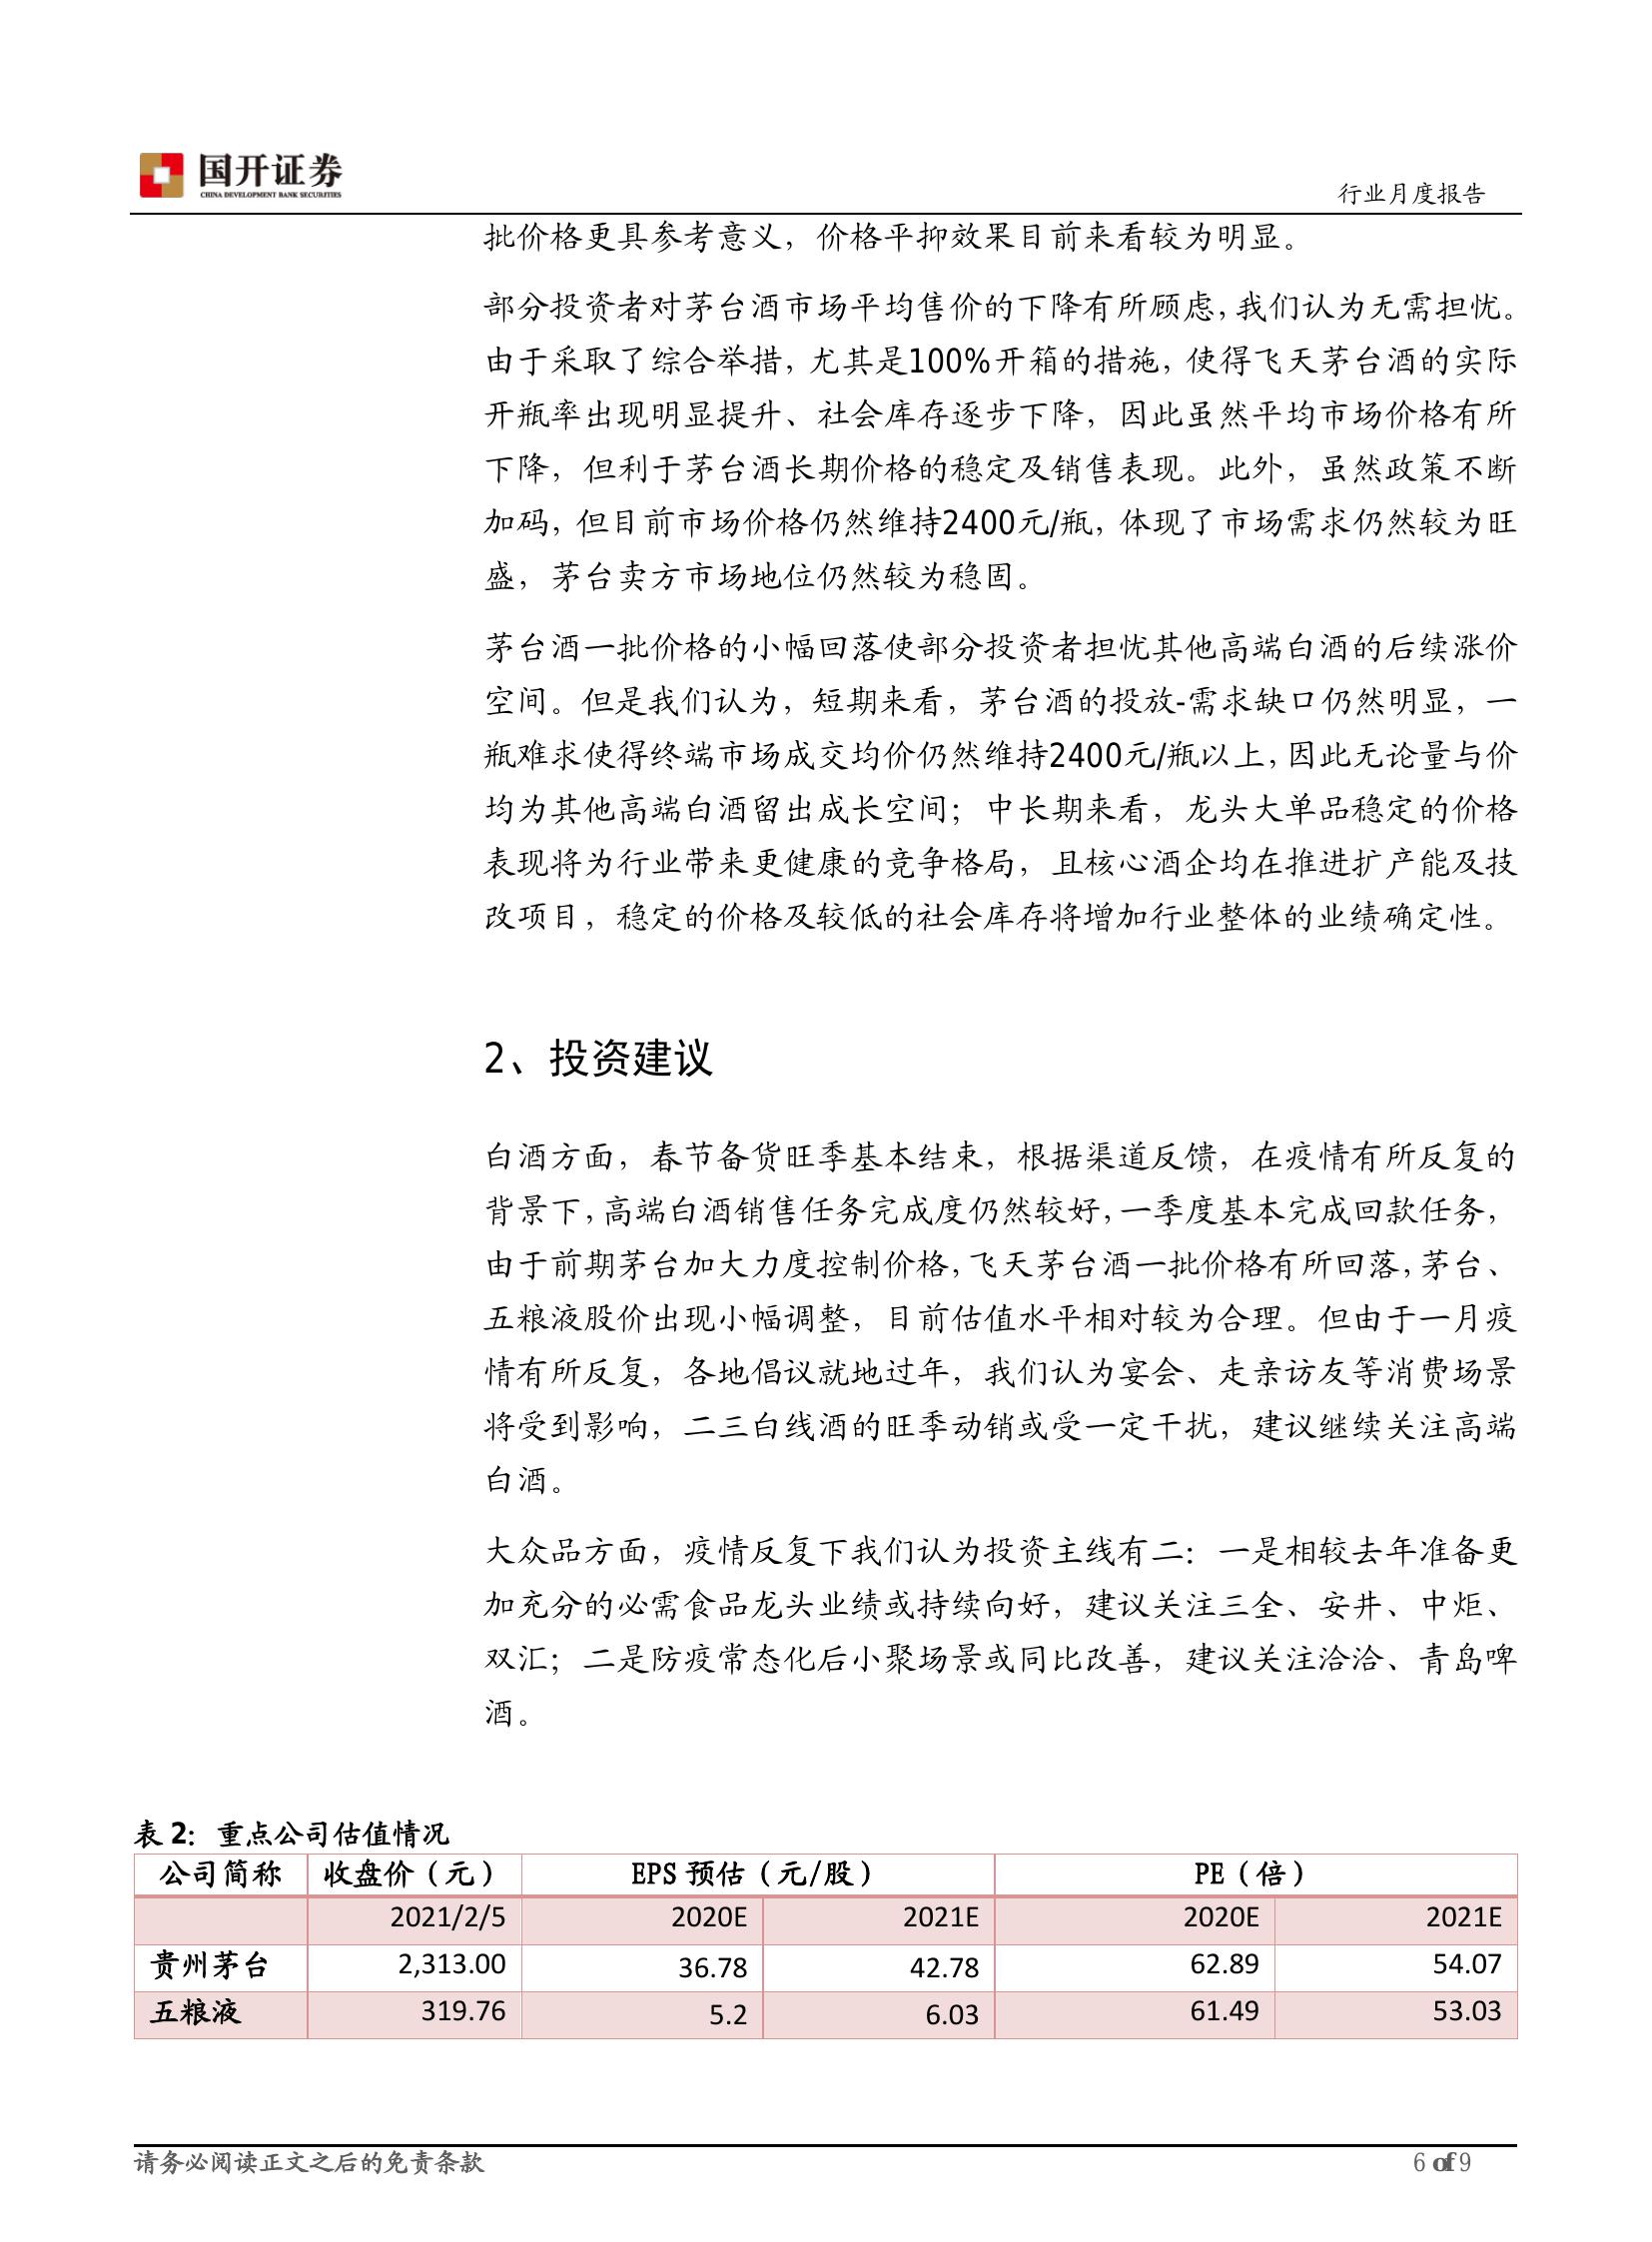 国开证券
CHINA DEVELOPMENT BANK SECURITIES
行业月度报告
批价格更具参考意义，价格平抑效果目前来看较为明显。
部分投资者对茅台酒市场平均售价的下降有所顾虑，我们认为无需担忧。
由于采取了综合举措，尤其是100%开箱的措施，使得飞天茅台酒的实际
开瓶率出现明显提升、社会库存逐步下降，因此虽然平均市场价格有所
下降，但利于茅台酒长期价格的稳定及销售表现。此外，虽然政策不断
加码，但目前市场价格仍然维持2400元/瓶，体现了市场需求仍然较为旺
盛，茅台卖方市场地位仍然较为稳固。
茅台酒一批价格的小幅回落使部分投资者担忧其他高端白酒的后续涨价
空间。但是我们认为，短期来看，茅台酒的投放-需求缺口仍然明显，一
瓶难求使得终端市场成交均价仍然维持2400元/瓶以上，因此无论量与价
均为其他高端白酒留出成长空间；中长期来看，龙头大单品稳定的价格
表现将为行业带来更健康的竞争格局，且核心酒企均在推进扩产能及技
改项目，稳定的价格及较低的社会库存将增加行业整体的业绩确定性。
2、投资建议
白酒方面，春节备货旺季基本结束，根据渠道反馈，在疫情有所反复的
背景下，高端白酒销售任务完成度仍然较好，一季度基本完成回款任务，
由于前期茅台加大力度控制价格，飞天茅台酒一批价格有所回落，茅台、
五粮液股价出现小幅调整，目前估值水平相对较为合理。但由于一月疫
情有所反复，各地倡议就地过年，我们认为宴会、走亲访友等消费场景
将受到影响，二三白线酒的旺季动销或受一定干扰，建议继续关注高端
白酒。
大众品方面，疫情反复下我们认为投资主线有二：一是相较去年准备更
加充分的必需食品龙头业绩或持续向好，建议关注三全、安井、中炬、
双汇；二是防疫常态化后小聚场景或同比改善，建议关注洽洽、青岛啤
酒。
表 2：重点公司估值情况
公司简称 收盘价（元） EPS 预估（元/股） PE（倍）
2021/2/5 2020E 2021E 2020E 2021E
贵州茅台 2,313.00 36.78 42.78 62.89 54.07
五粮液 319.76 5.2 6.03 61.49 53.03
请务必阅读正文之后的免责条款 6 of 9